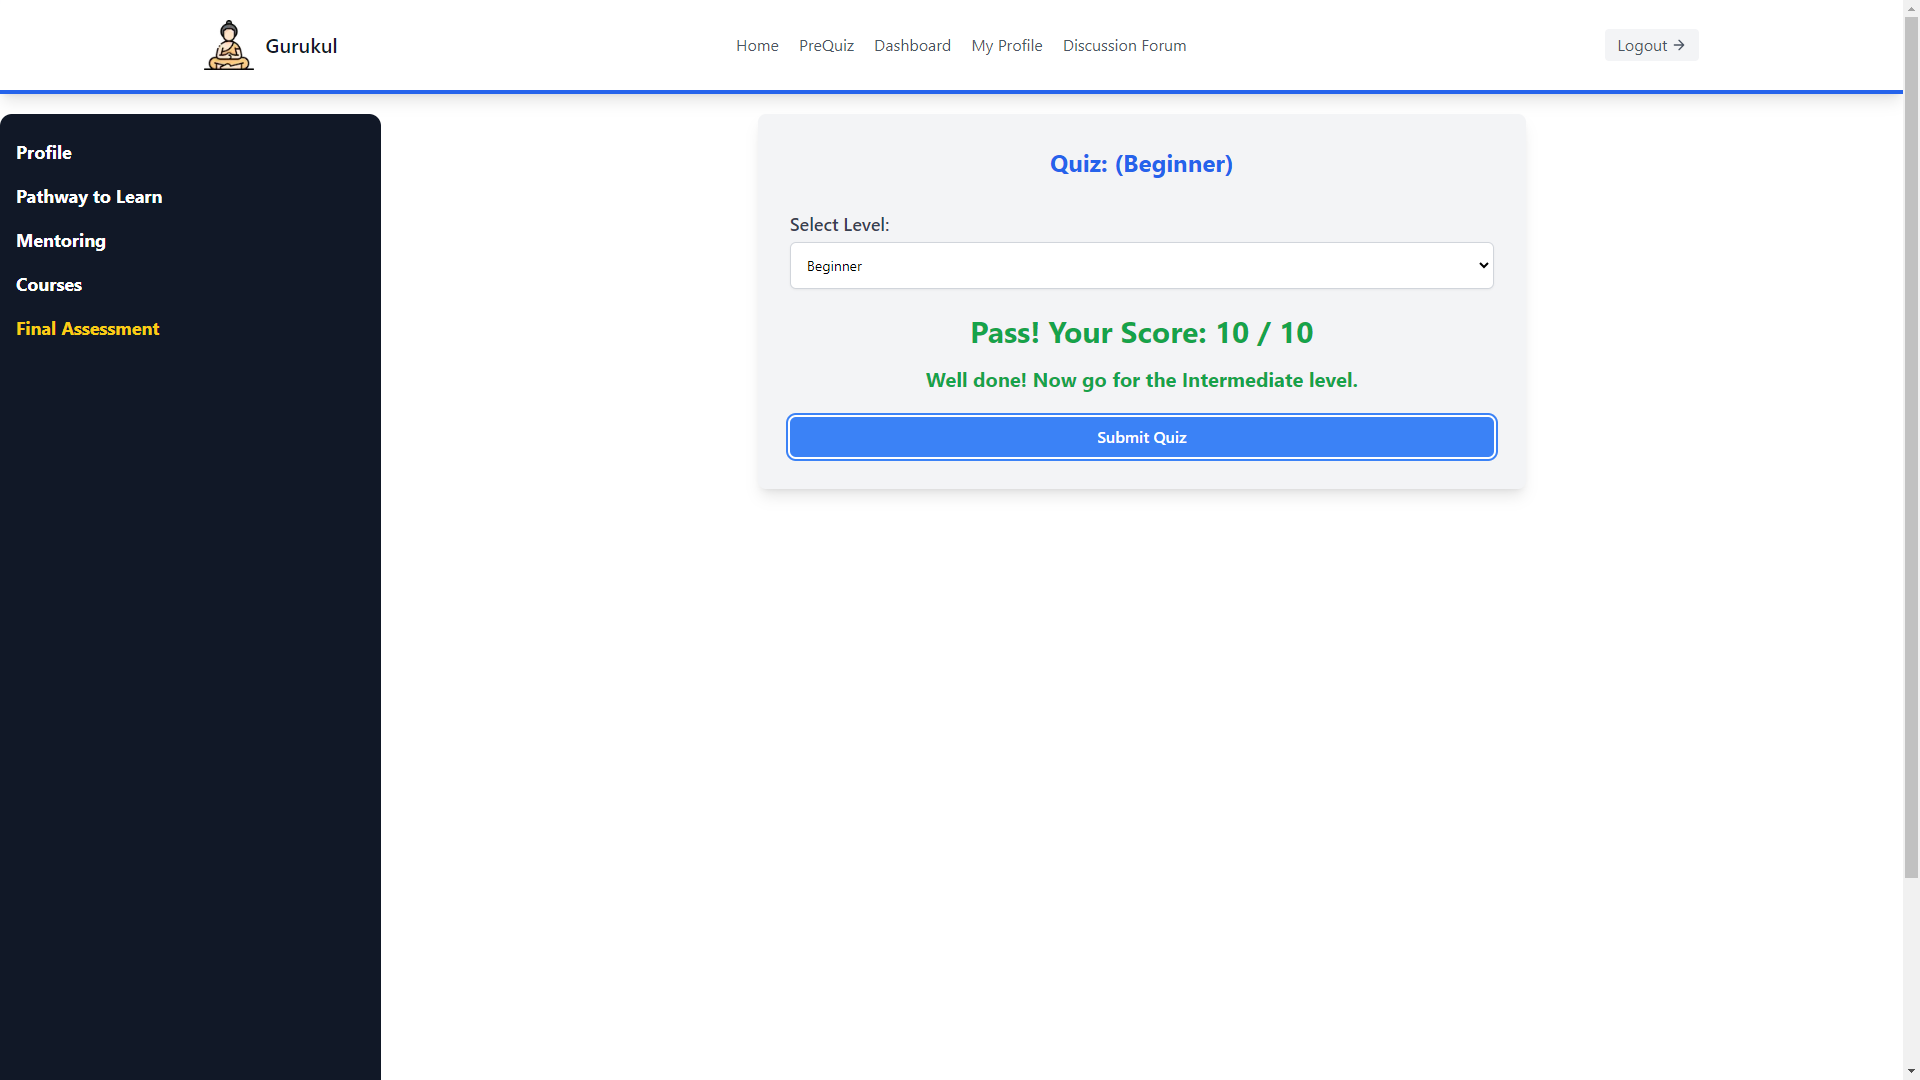 Gurukul
Home PreQuiz Dashboard My Profile Discussion Forum
Logout →
Profile
Pathway to Learn
Mentoring
Courses
Final Assessment
Quiz: (Beginner)
Select Level:
Beginner
Pass! Your Score: 10 / 10
Well done! Now go for the Intermediate level.
Submit Quiz